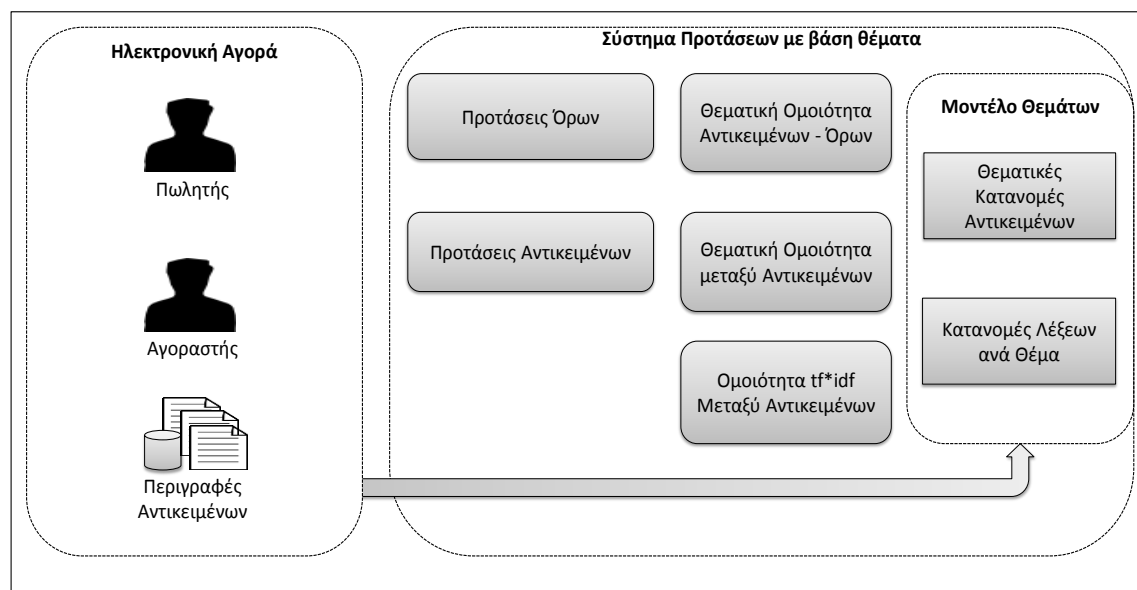 Ηλεκτρονική Αγορά
Πωλητής
Αγοραστής
Περιγραφές
Αντικειμένων
Σύστημα Προτάσεων με βάση θέματα
Προτάσεις Όρων
Προτάσεις Αντικειμένων
Θεματική Ομοιότητα
Αντικειμένων - Όρων
Θεματική Ομοιότητα
μεταξύ Αντικειμένων
Ομοιότητα tf*idf
Μεταξύ Αντικειμένων
Μοντέλο Θεμάτων
Θεματικές
Κατανομές
Αντικειμένων
Κατανομές Λέξεων
ανά Θέμα